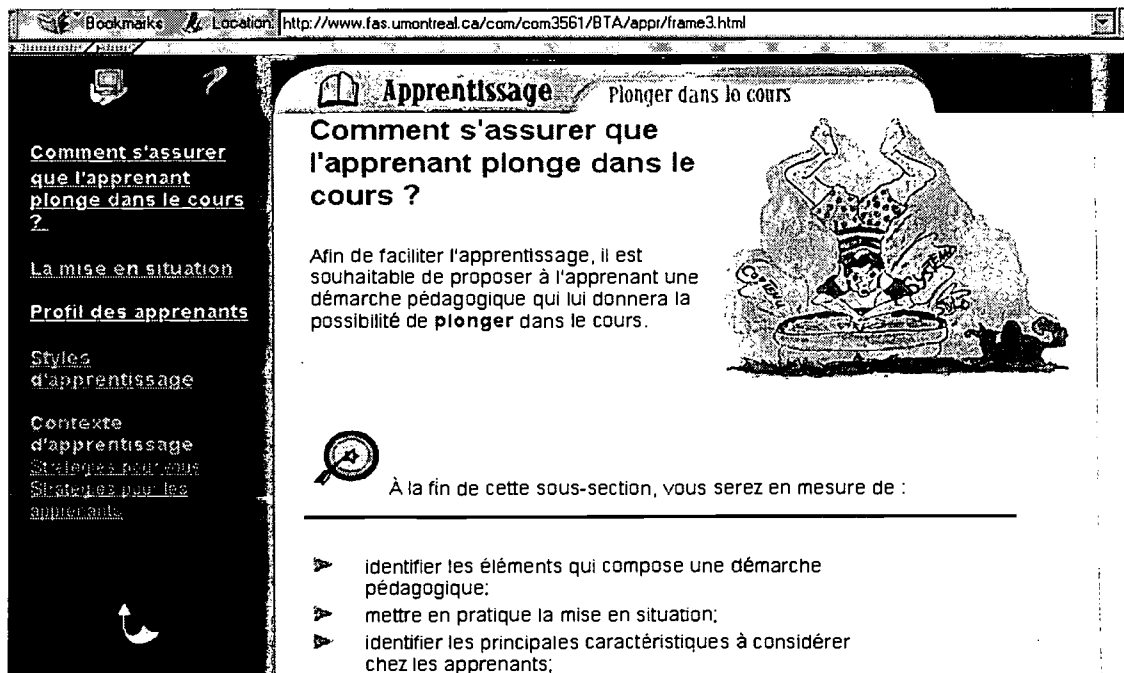 Bookmarks Location: http://www.fas.umontreal.ca/com/com3561/BTA/appr/frame3.html
Apprentissage Plonger dans le cours
Comment s'assurer
que l'apprenant
plonge dans le cours
?
La mise en situation
Profil des apprenants
Styles
d'apprentissage
Contexte
d'apprentissage
Stratégies pour vous
Stratégies pour les
apprenants
Comment s'assurer que
l'apprenant plonge dans le
cours ?
Afin de faciliter l'apprentissage, il est
souhaitable de proposer à l'apprenant une
démarche pédagogique qui lui donnera la
possibilité de plonger dans le cours.
CONTENU
SYSTÈME
À la fin de cette sous-section, vous serez en mesure de :
identifier les éléments qui compose une démarche
pédagogique;
mettre en pratique la mise en situation;
identifier les principales caractéristiques à considérer
chez les apprenants;